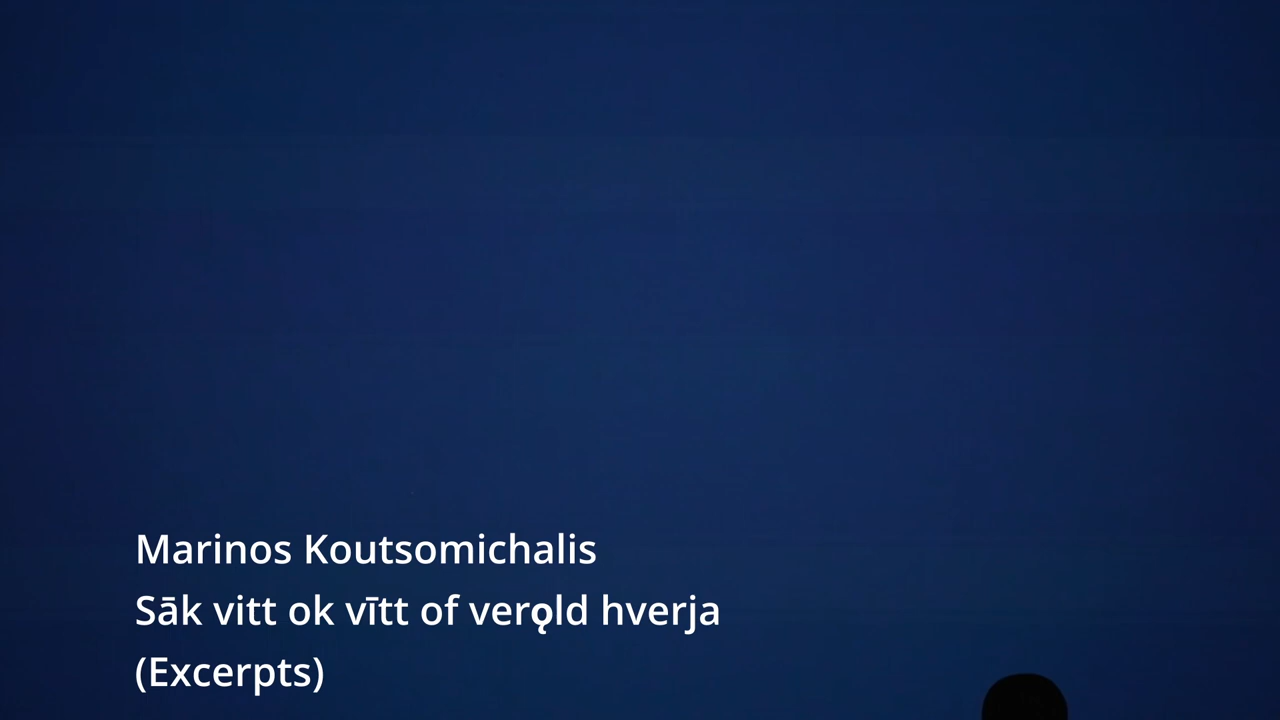 Marinos Koutsomichalis
Sāk vitt ok vītt of verǫld hverja
(Excerpts)